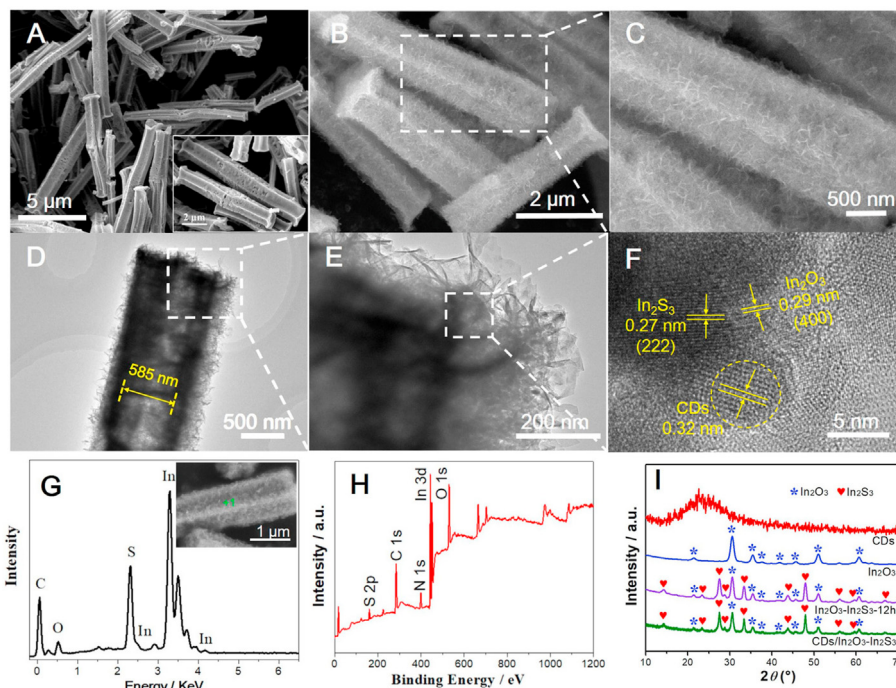 A
5 μm
2 μm
B
2 μm
C
500 nm
D
585 nm
500 nm
E
200 nm
F
In₂S₃
0.27 nm
(222)
In₂O₃
0.29 nm
(400)
CDs
0.32 nm
5 nm
G
C
O
S
In
In
In
1 μm
Intensity
0 1 2 3 4 5 6
Energy / KeV
H
S 2p
C 1s
N 1s
In 3d
O 1s
Intensity / a.u.
0 200 400 600 800 1000 1200
Binding Energy / eV
I
* In₂O₃ ♥ In₂S₃
CDs
In₂O₃
In₂O₃-In₂S₃-12h
CDs/In₂O₃-In₂S₃
Intensity / a.u.
10 20 30 40 50 60 70
2θ (°)